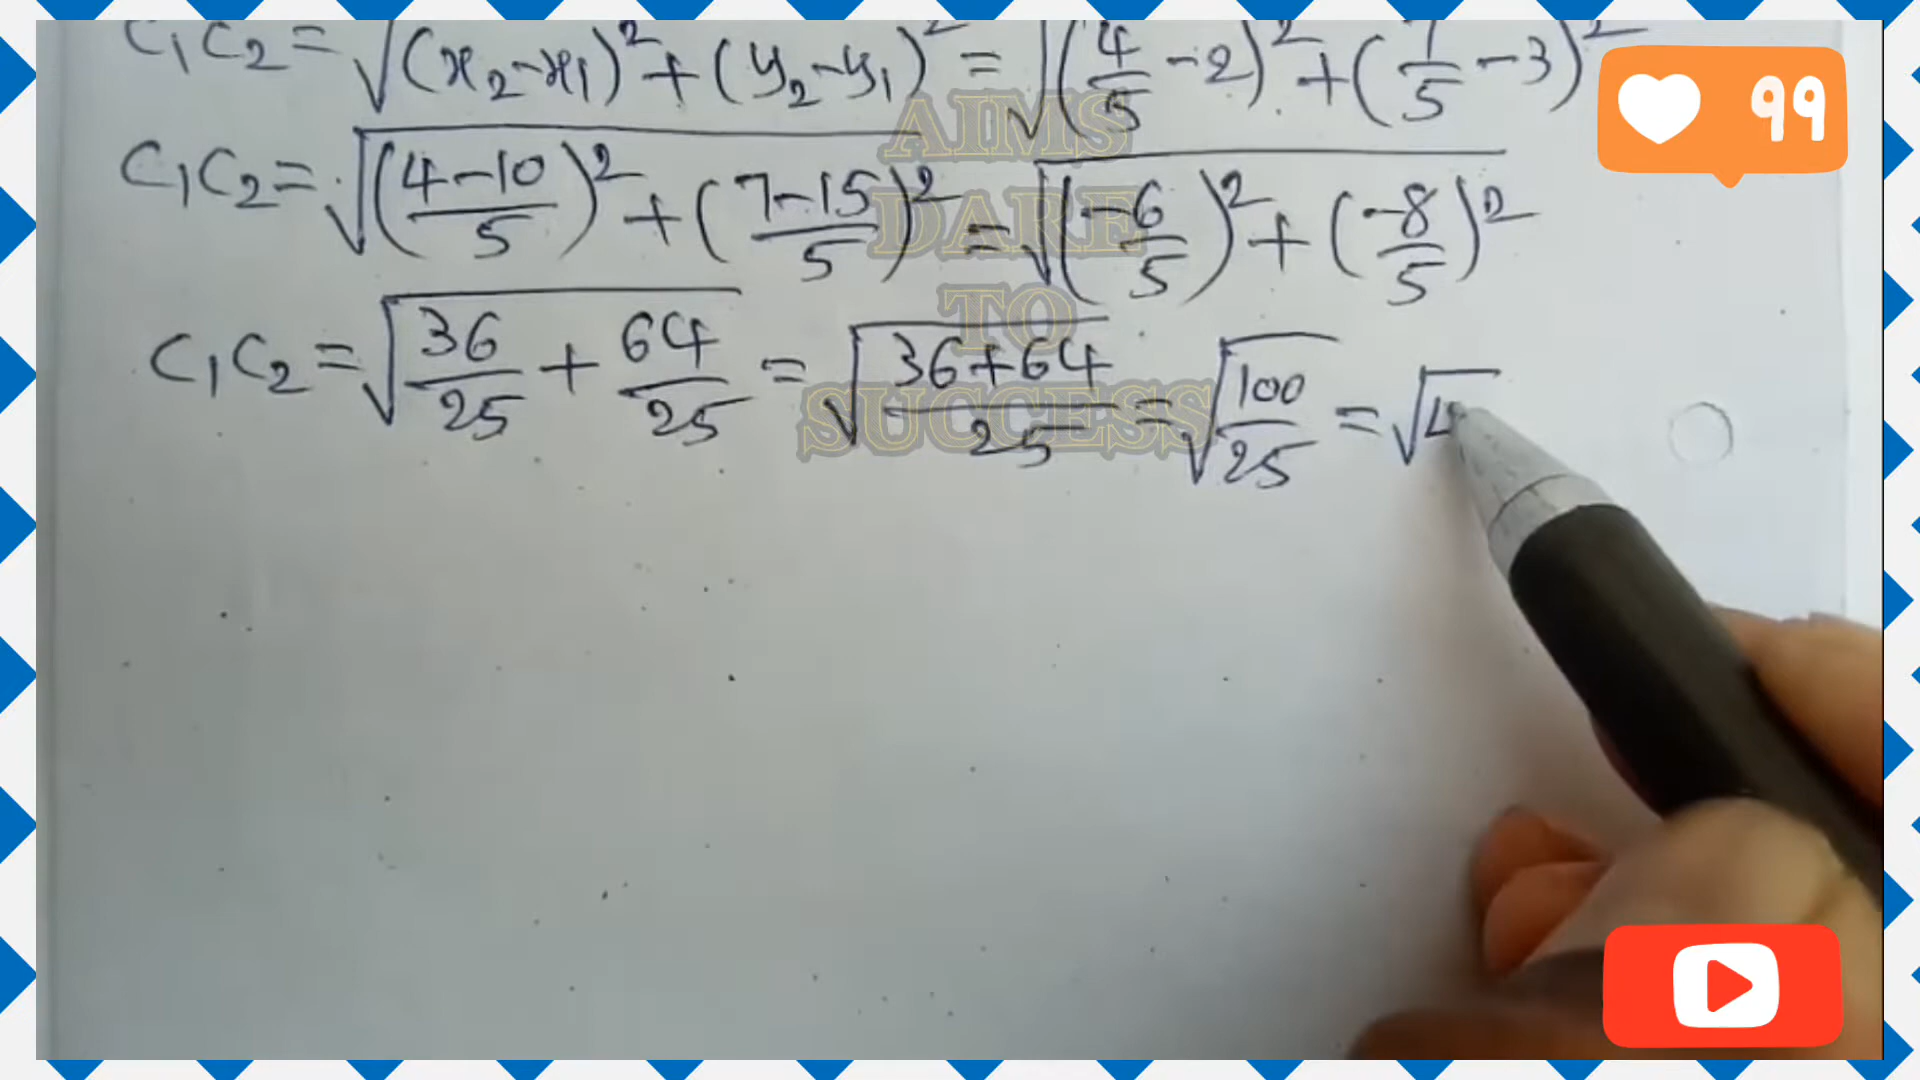 C₁C₂ = √(x₂-x₁)² + (y₂-y₁)² = √(4/5 - 2)² + (7/5 - 3)²
C₁C₂ = √((4-10)/5)² + ((7-15)/5)² = √(-6/5)² + (-8/5)²
C₁C₂ = √36/25 + 64/25 = √(36+64)/25 = √100/25 = √4
AIMS
DARE
TO
SUCCESS
99